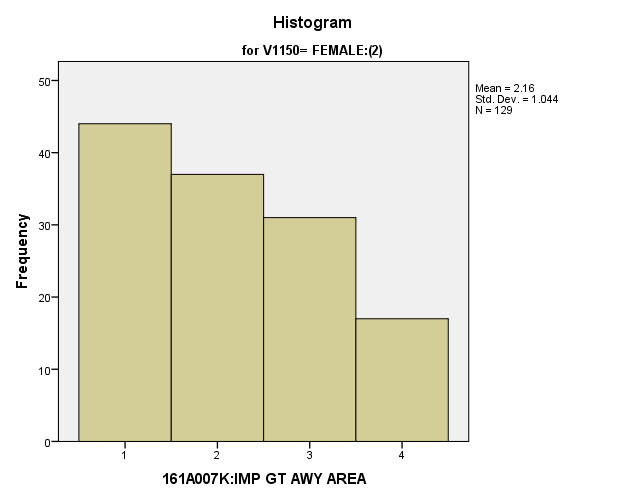 Histogram
for V1150= FEMALE:(2)
Mean = 2.16
Std. Dev. = 1.044
N = 129
Frequency
50
40
30
20
10
0
1 2 3 4
161A007K:IMP GT AWY AREA